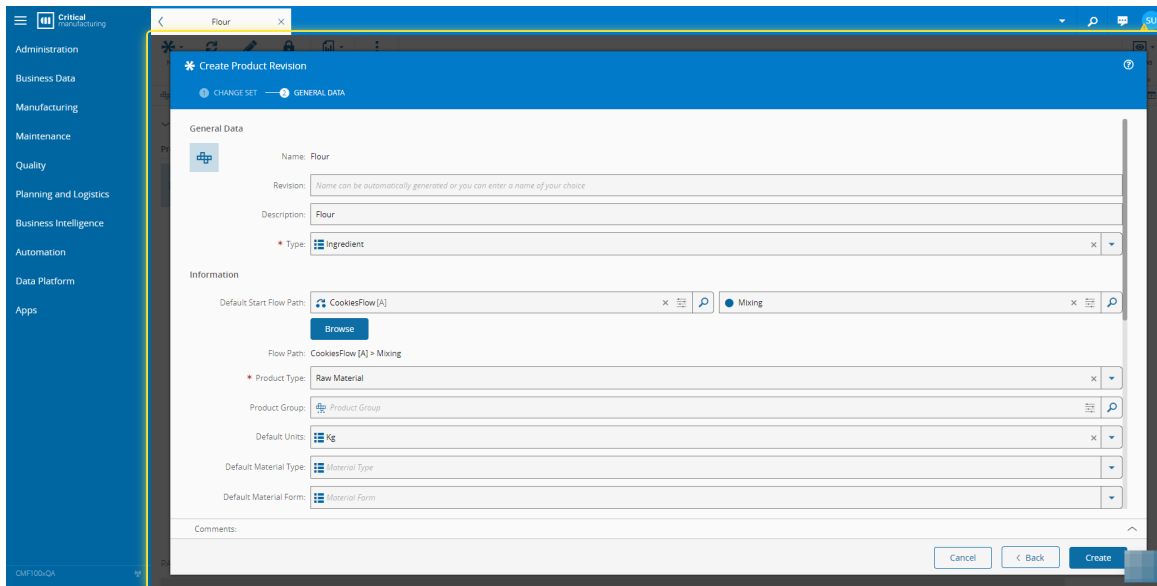 Critical
manufacturing
Flour
SU
Administration
Business Data
Manufacturing
Maintenance
Quality
Planning and Logistics
Business Intelligence
Automation
Data Platform
Apps
CMF100xQA
Create Product Revision
1 CHANGE SET 2 GENERAL DATA
General Data
Name: Flour
Revision: Name can be automatically generated or you can enter a name of your choice
Description: Flour
* Type: Ingredient
Information
Default Start Flow Path: CookiesFlow [A] Mixing
Browse
Flow Path: CookiesFlow [A] > Mixing
* Product Type: Raw Material
Product Group: Product Group
Default Units: Kg
Default Material Type: Material Type
Default Material Form: Material Form
Comments:
Cancel < Back Create